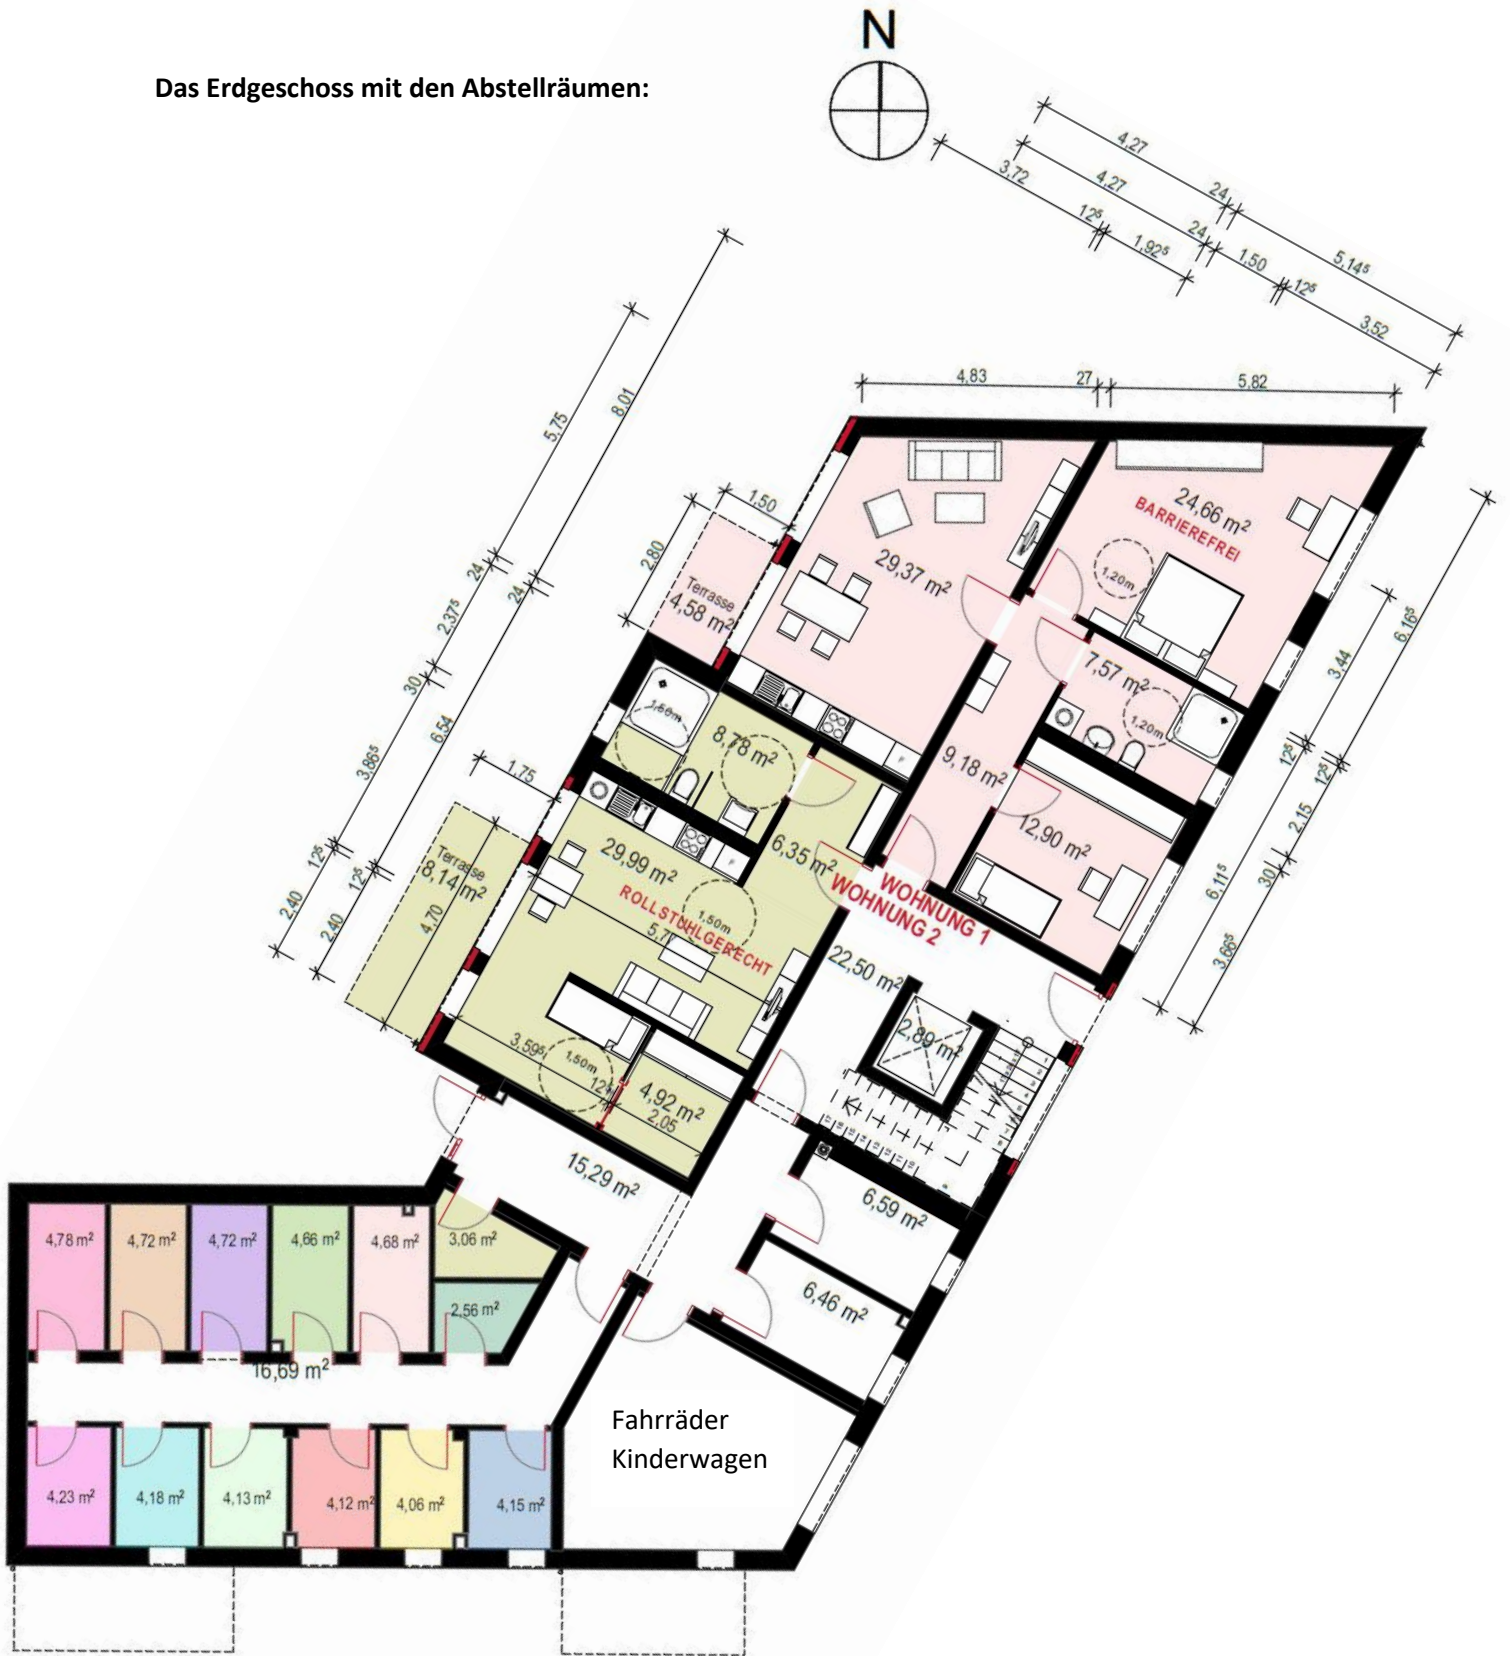 N
Das Erdgeschoss mit den Abstellräumen:
4,27
24
5,14⁵
4,27
24
1,50
12⁵
3,52
3,72
12⁵
1,92⁵
4,83
27
5,82
8,01
24
6,54
12⁵
2,40
5,75
24
2,37⁵
30
3,86⁵
12⁵
2,40
1,50
2,80
1,75
4,70
6,16⁵
12⁵
2,15
30
3,66⁵
3,44
12⁵
6,11⁵
24,66 m²
BARRIEREFREI
1,20m
29,37 m²
Terrasse
4,58 m²
7,57 m²
1,20m
9,18 m²
12,90 m²
1,50m
8,78 m²
6,35 m²
29,99 m²
ROLLSTUHLGERECHT
1,50m
Terrasse
8,14 m²
WOHNUNG 1
WOHNUNG 2
22,50 m²
2,89 m²
3,59⁵
1,50m
12⁵
4,92 m²
2,05
15,29 m²
6,59 m²
6,46 m²
4,78 m²
4,72 m²
4,72 m²
4,66 m²
4,68 m²
3,06 m²
2,56 m²
16,69 m²
Fahrräder
Kinderwagen
4,23 m²
4,18 m²
4,13 m²
4,12 m²
4,06 m²
4,15 m²